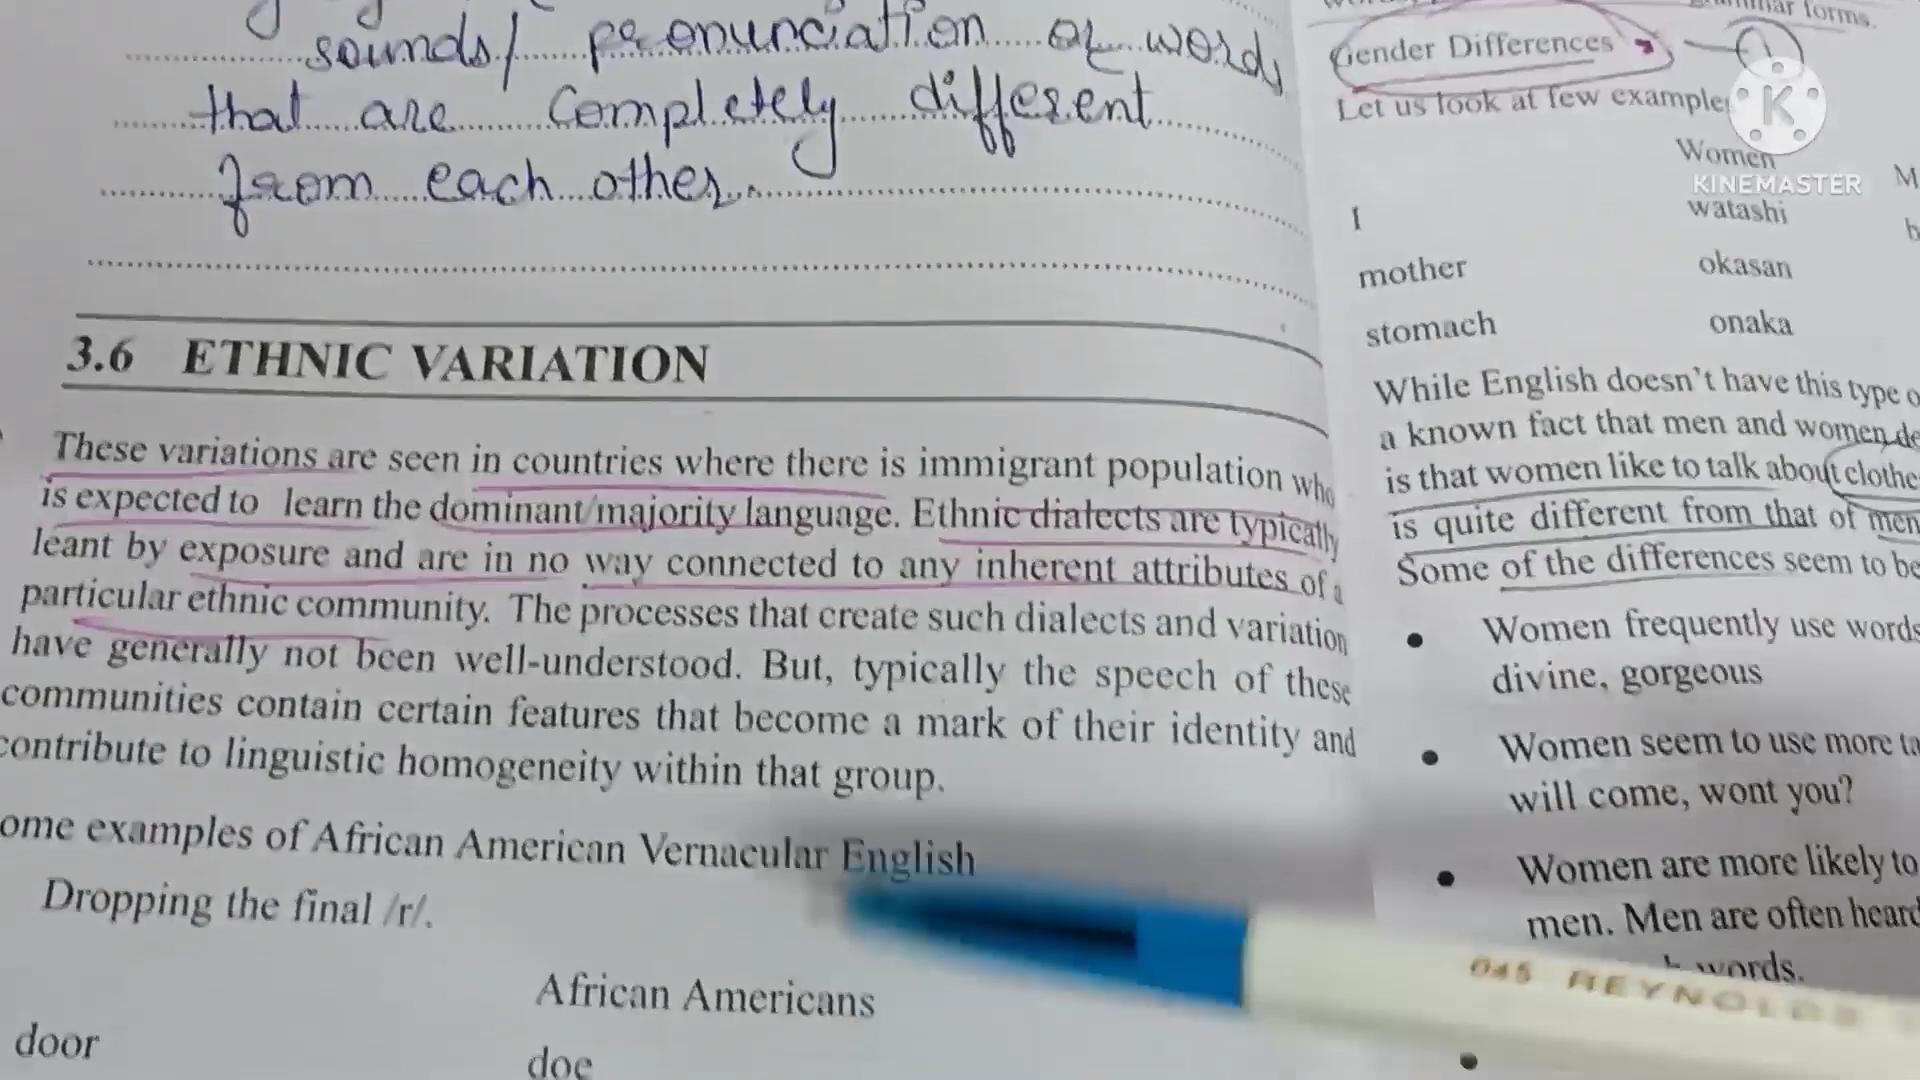 sounds/ pronunciation of words
that are completely different
from each other.
3.6 ETHNIC VARIATION
These variations are seen in countries where there is immigrant population who
is expected to learn the dominant/majority language. Ethnic dialects are typically
leant by exposure and are in no way connected to any inherent attributes of a
particular ethnic community. The processes that create such dialects and variation
have generally not been well-understood. But, typically the speech of these
communities contain certain features that become a mark of their identity and
contribute to linguistic homogeneity within that group.
ome examples of African American Vernacular English
Dropping the final /r/.
African Americans
door doe
forms.
Gender Differences
Let us look at few example
Women M
I watashi b
mother okasan
stomach onaka
While English doesn't have this type o
a known fact that men and women de
is that women like to talk about clothe
is quite different from that of men
Some of the differences seem to be
• Women frequently use words
divine, gorgeous
• Women seem to use more ta
will come, wont you?
• Women are more likely to
men. Men are often heard
words.
•
KINEMASTER
045 REYNOLDS